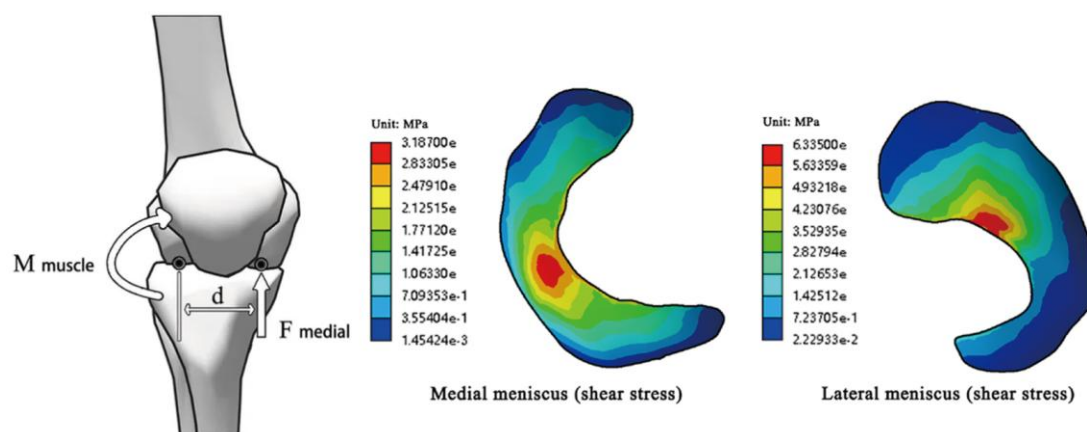 M muscle
d
F medial
Unit: MPa
3.18700e
2.83305e
2.47910e
2.12515e
1.77120e
1.41725e
1.06330e
7.09353e-1
3.55404e-1
1.45424e-3
Medial meniscus (shear stress)
Unit: MPa
6.33500e
5.63359e
4.93218e
4.23076e
3.52935e
2.82794e
2.12653e
1.42512e
7.23705e-1
2.22933e-2
Lateral meniscus (shear stress)